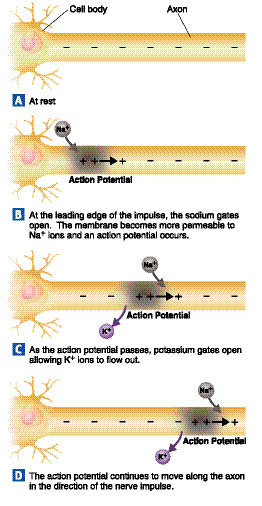 Cell body Axon
– – – – – –
A At rest
Na+
+ + + – – –
Action Potential
B At the leading edge of the impulse, the sodium gates
open. The membrane becomes more permeable to
Na+ ions and an action potential occurs.
Na+
– – + + + –
Action Potential
K+
C As the action potential passes, potassium gates open
allowing K+ ions to flow out.
Na+
– – – – + + +
Action Potential
K+
D The action potential continues to move along the axon
in the direction of the nerve impulse.